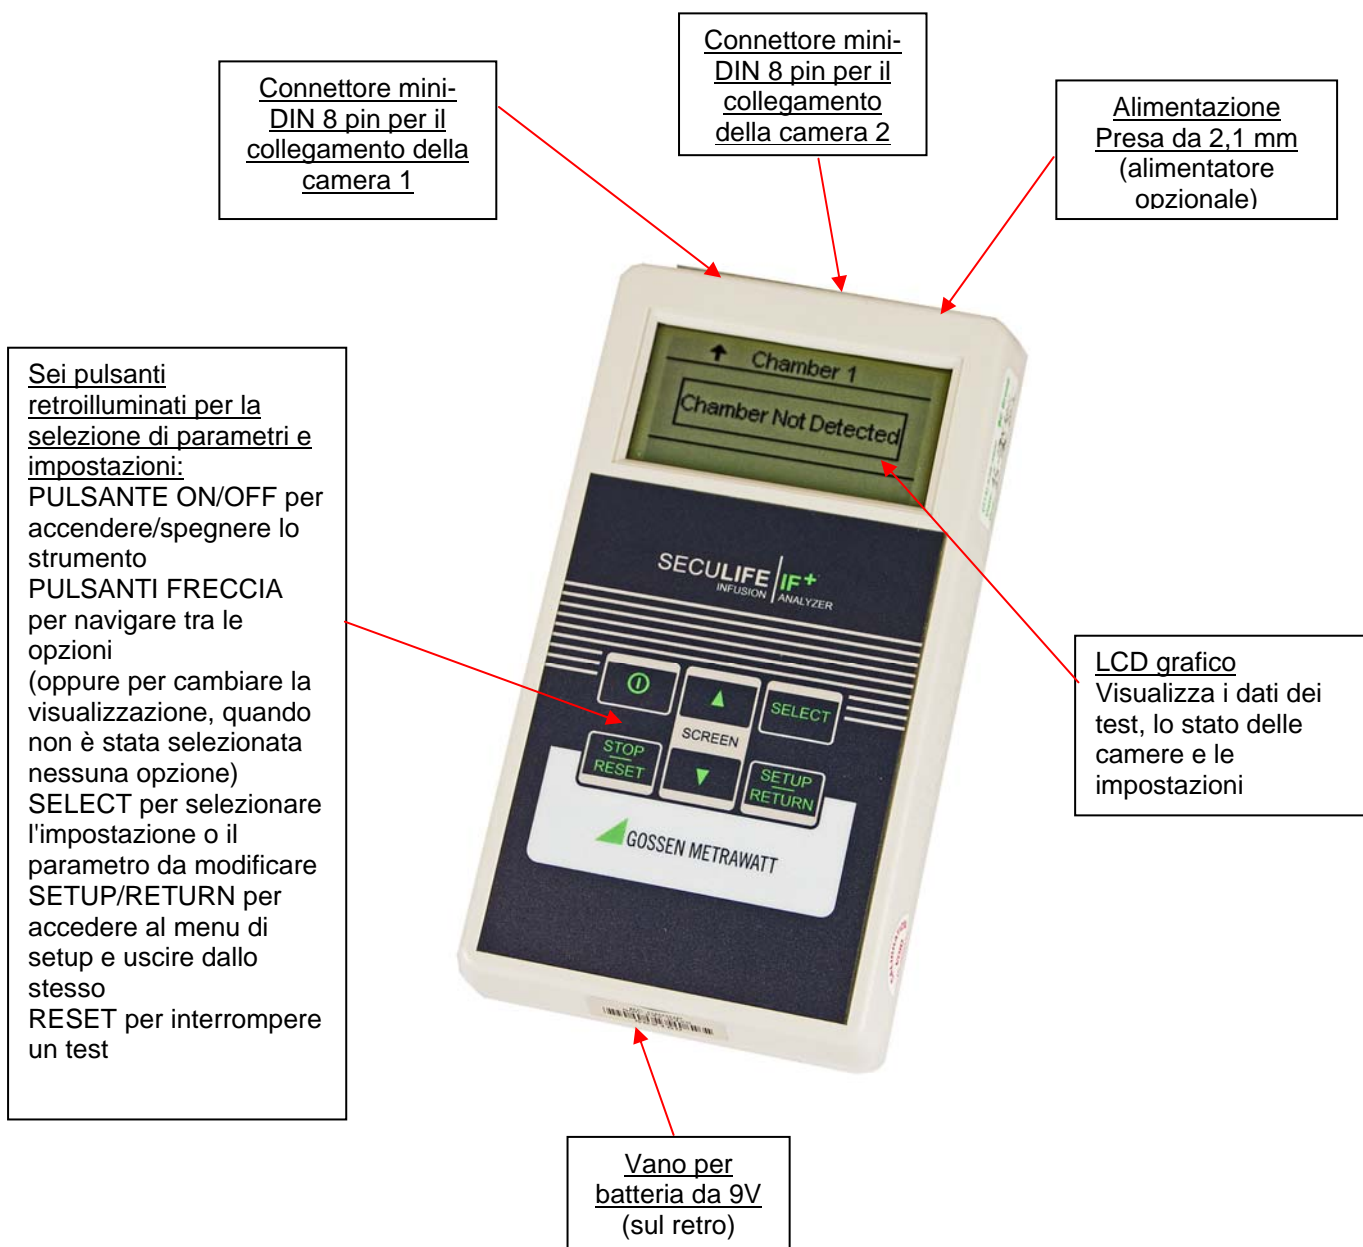 Connettore mini-
DIN 8 pin per il
collegamento della
camera 1
Connettore mini-
DIN 8 pin per il
collegamento
della camera 2
Alimentazione
Presa da 2,1 mm
(alimentatore
opzionale)
Sei pulsanti
retroilluminati per la
selezione di parametri e
impostazioni:
PULSANTE ON/OFF per
accendere/spegnere lo
strumento
PULSANTI FRECCIA
per navigare tra le
opzioni
(oppure per cambiare la
visualizzazione, quando
non è stata selezionata
nessuna opzione)
SELECT per selezionare
l'impostazione o il
parametro da modificare
SETUP/RETURN per
accedere al menu di
setup e uscire dallo
stesso
RESET per interrompere
un test
Chamber 1
Chamber Not Detected
SECULIFE IF+
INFUSION ANALYZER
SELECT
SCREEN
STOP
RESET
SETUP
RETURN
GOSSEN METRAWATT
LCD grafico
Visualizza i dati dei
test, lo stato delle
camere e le
impostazioni
Vano per
batteria da 9V
(sul retro)